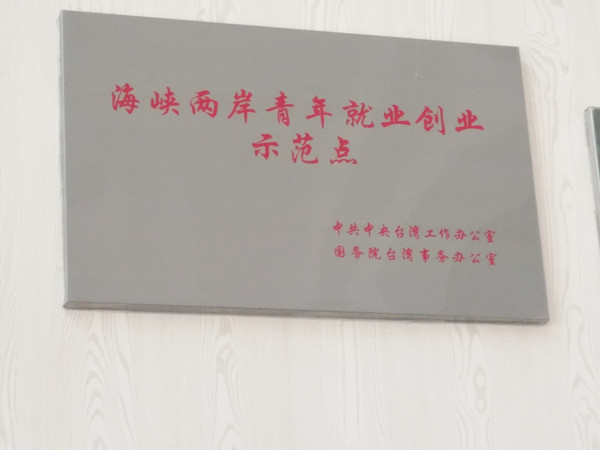 海峡两岸青年就业创业
示范点
中共中央台湾工作办公室
国务院台湾事务办公室